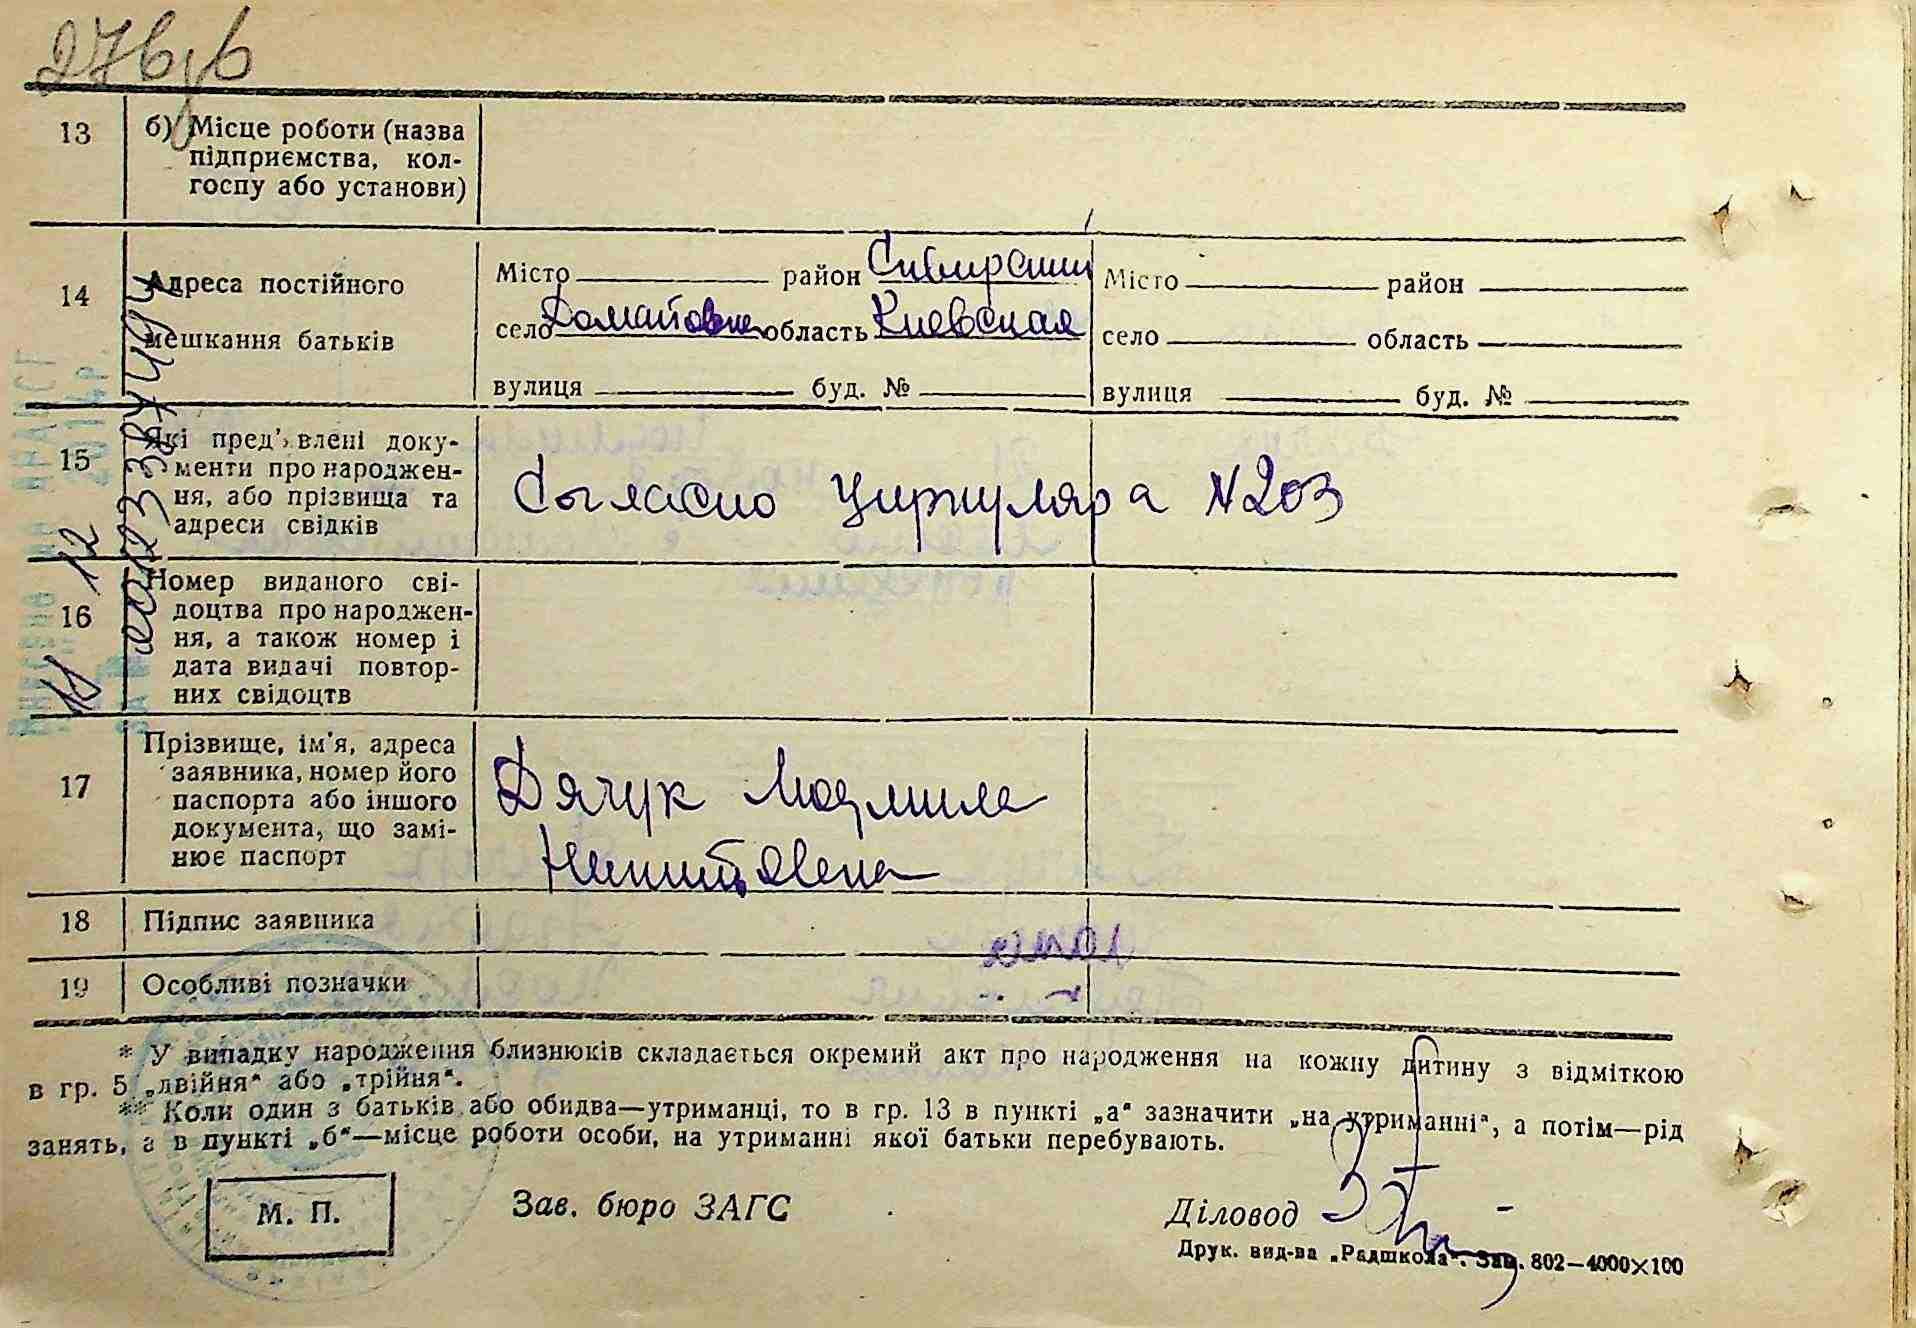 276
13
б) Місце роботи (назва
підприємства, кол-
госпу або установи)
14
Адреса постійного
мешкання батьків
Місто район
село Домантовка область Киевская
вулиця буд. №
Місто район
село область
вулиця буд. №
15
Які пред'влені доку-
менти про народжен-
ня, або прізвища та
адреси свідків
Согласно Циркуляра N203
16
Номер виданого сві-
доцтва про народжен-
ня, а також номер і
дата видачі повтор-
них свідоцтв
11 12
17
Прізвище, ім'я, адреса
заявника, номер його
паспорта або іншого
документа, що замі-
нює паспорт
Дячук Людмила
Никитовена
18
Підпис заявника
19
Особливі позначки
* У випадку народження близнюків складається окремий акт про народження на кожну дитину з відміткою
в гр. 5 „двійня“ або „трійня“.
** Коли один з батьків або обидва—утриманці, то в гр. 13 в пункті „а“ зазначити „на утриманні“, а потім—рід
занять, а в пункті „б“—місце роботи особи, на утриманні якої батьки перебувають.
М. П.
Зав. бюро ЗАГС
Діловод
Друк. вид-ва „Радшкола“. Зам. 802—4000×100